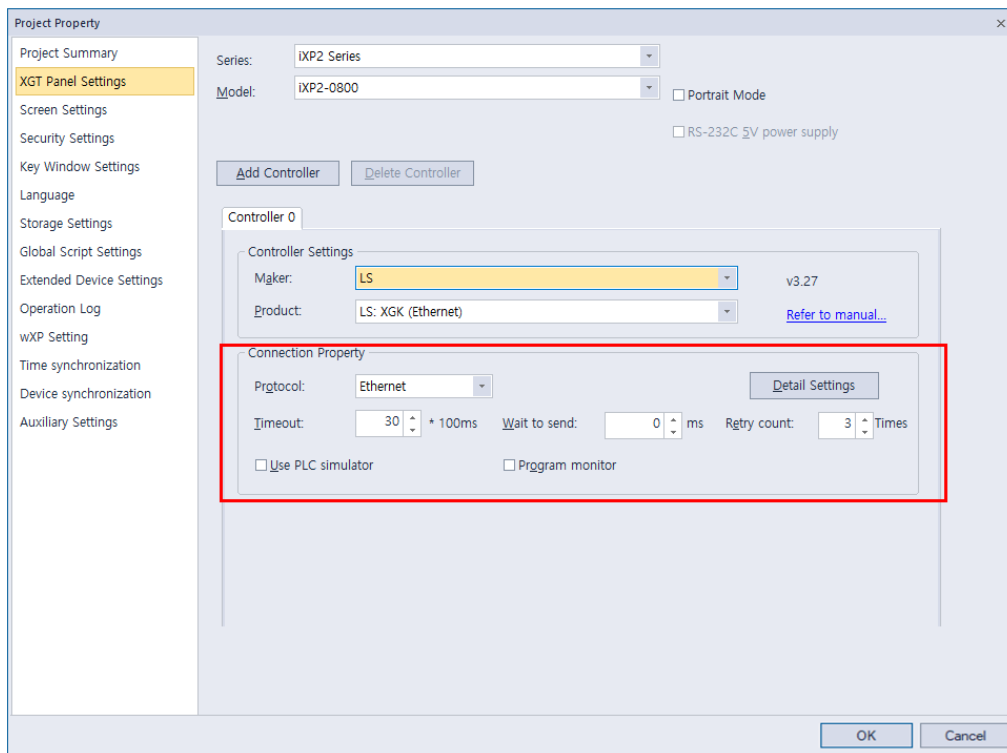 Project Property
Project Summary
XGT Panel Settings
Screen Settings
Security Settings
Key Window Settings
Language
Storage Settings
Global Script Settings
Extended Device Settings
Operation Log
wXP Setting
Time synchronization
Device synchronization
Auxiliary Settings
Series: iXP2 Series
Model: iXP2-0800
Portrait Mode
RS-232C 5V power supply
Add Controller Delete Controller
Controller 0
Controller Settings
Maker: LS v3.27
Product: LS: XGK (Ethernet) Refer to manual...
Connection Property
Protocol: Ethernet Detail Settings
Timeout: 30 * 100ms Wait to send: 0 ms Retry count: 3 Times
Use PLC simulator Program monitor
OK Cancel